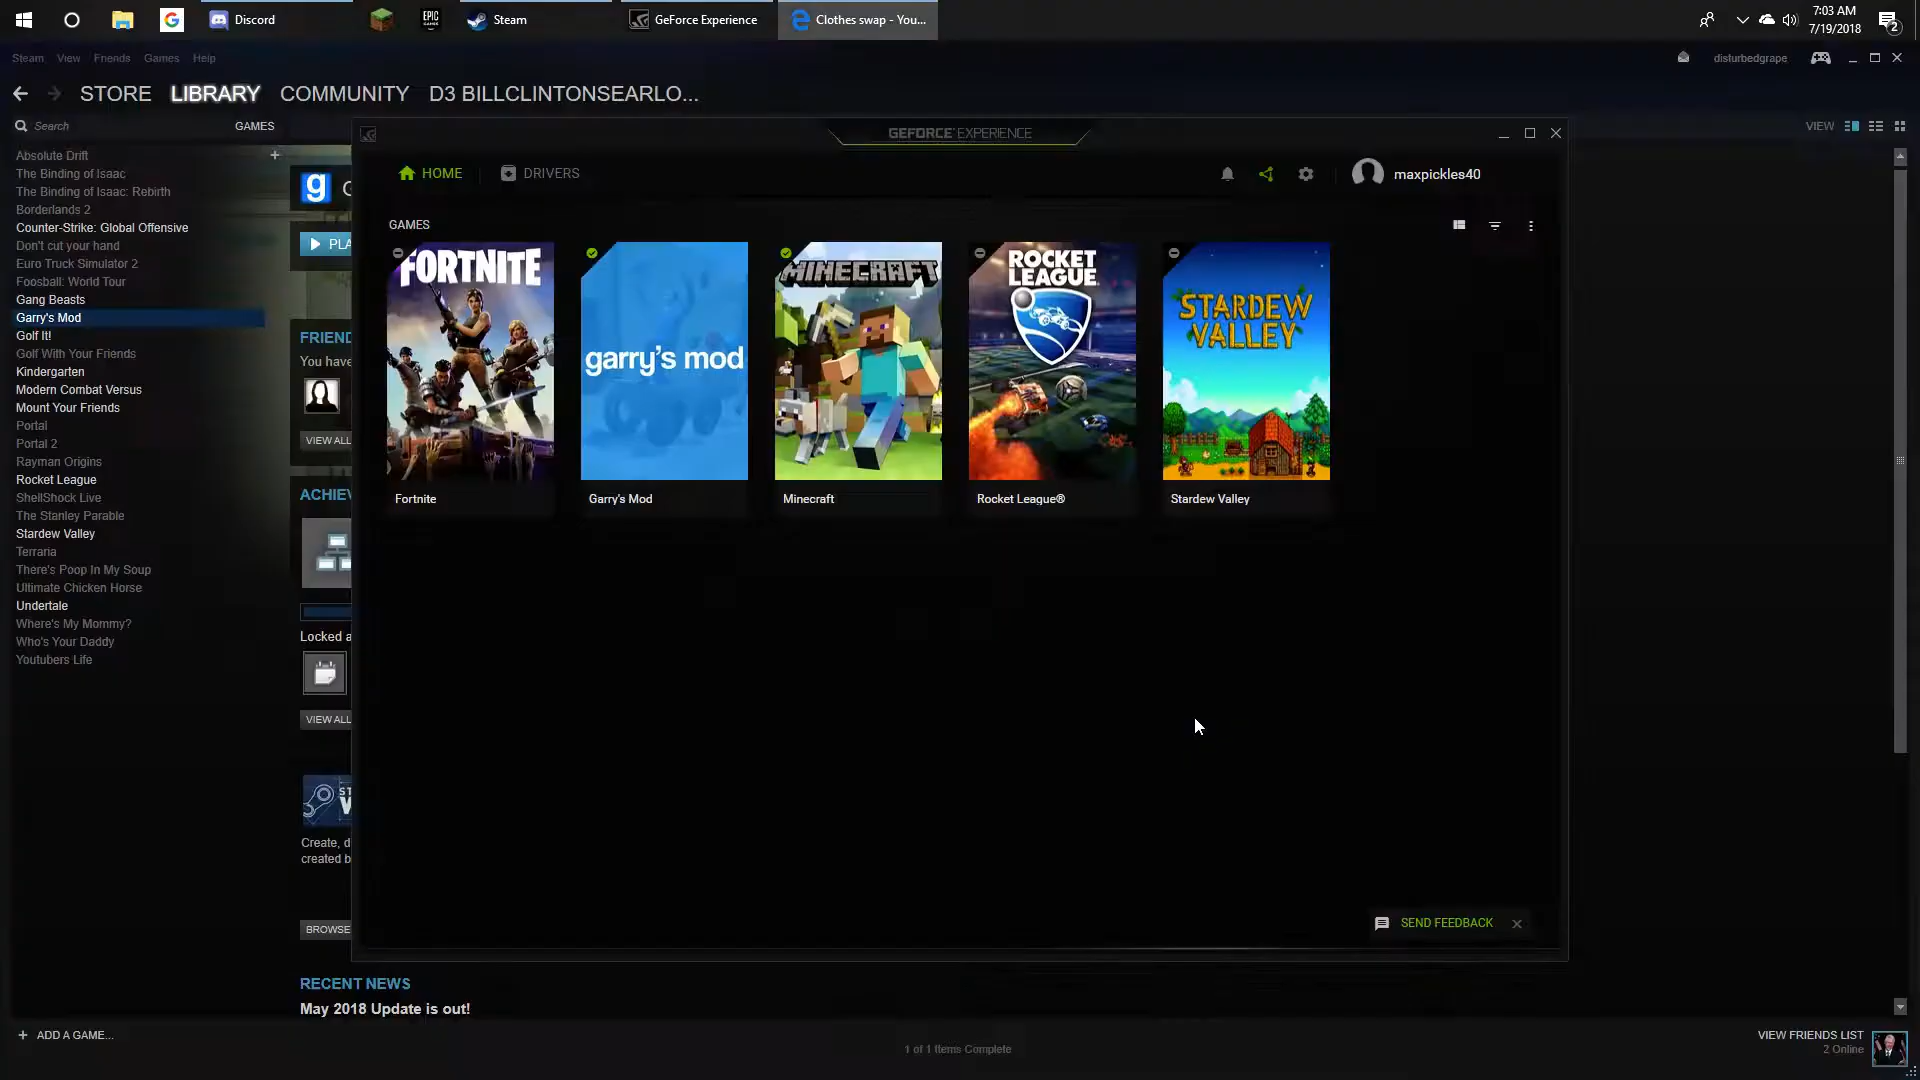 Discord
EPIC
GAMES
Steam
GeForce Experience
Clothes swap - You...
7:03 AM
7/19/2018
2
Steam View Friends Games Help
disturbedgrape
STORE LIBRARY COMMUNITY D3 BILLCLINTONSEARLO...
Search
GAMES
VIEW
Absolute Drift
The Binding of Isaac
The Binding of Isaac: Rebirth
Borderlands 2
Counter-Strike: Global Offensive
Don't cut your hand
Euro Truck Simulator 2
Foosball: World Tour
Gang Beasts
Garry's Mod
Golf It!
Golf With Your Friends
Kindergarten
Modern Combat Versus
Mount Your Friends
Portal
Portal 2
Rayman Origins
Rocket League
ShellShock Live
The Stanley Parable
Stardew Valley
Terraria
There's Poop In My Soup
Ultimate Chicken Horse
Undertale
Where's My Mommy?
Who's Your Daddy
Youtubers Life
+ ADD A GAME...
g G
PLA
FRIEND
You have
VIEW ALL
ACHIEV
Locked a
VIEW ALL
ST
W
Create, d
created b
BROWSE
RECENT NEWS
May 2018 Update is out!
1 of 1 Items Complete
VIEW FRIENDS LIST
2 Online
GEFORCE EXPERIENCE
HOME
DRIVERS
maxpickles40
GAMES
FORTNITE
garry's mod
MINECRAFT
ROCKET
LEAGUE
STARDEW
VALLEY
Fortnite
Garry's Mod
Minecraft
Rocket League®
Stardew Valley
SEND FEEDBACK